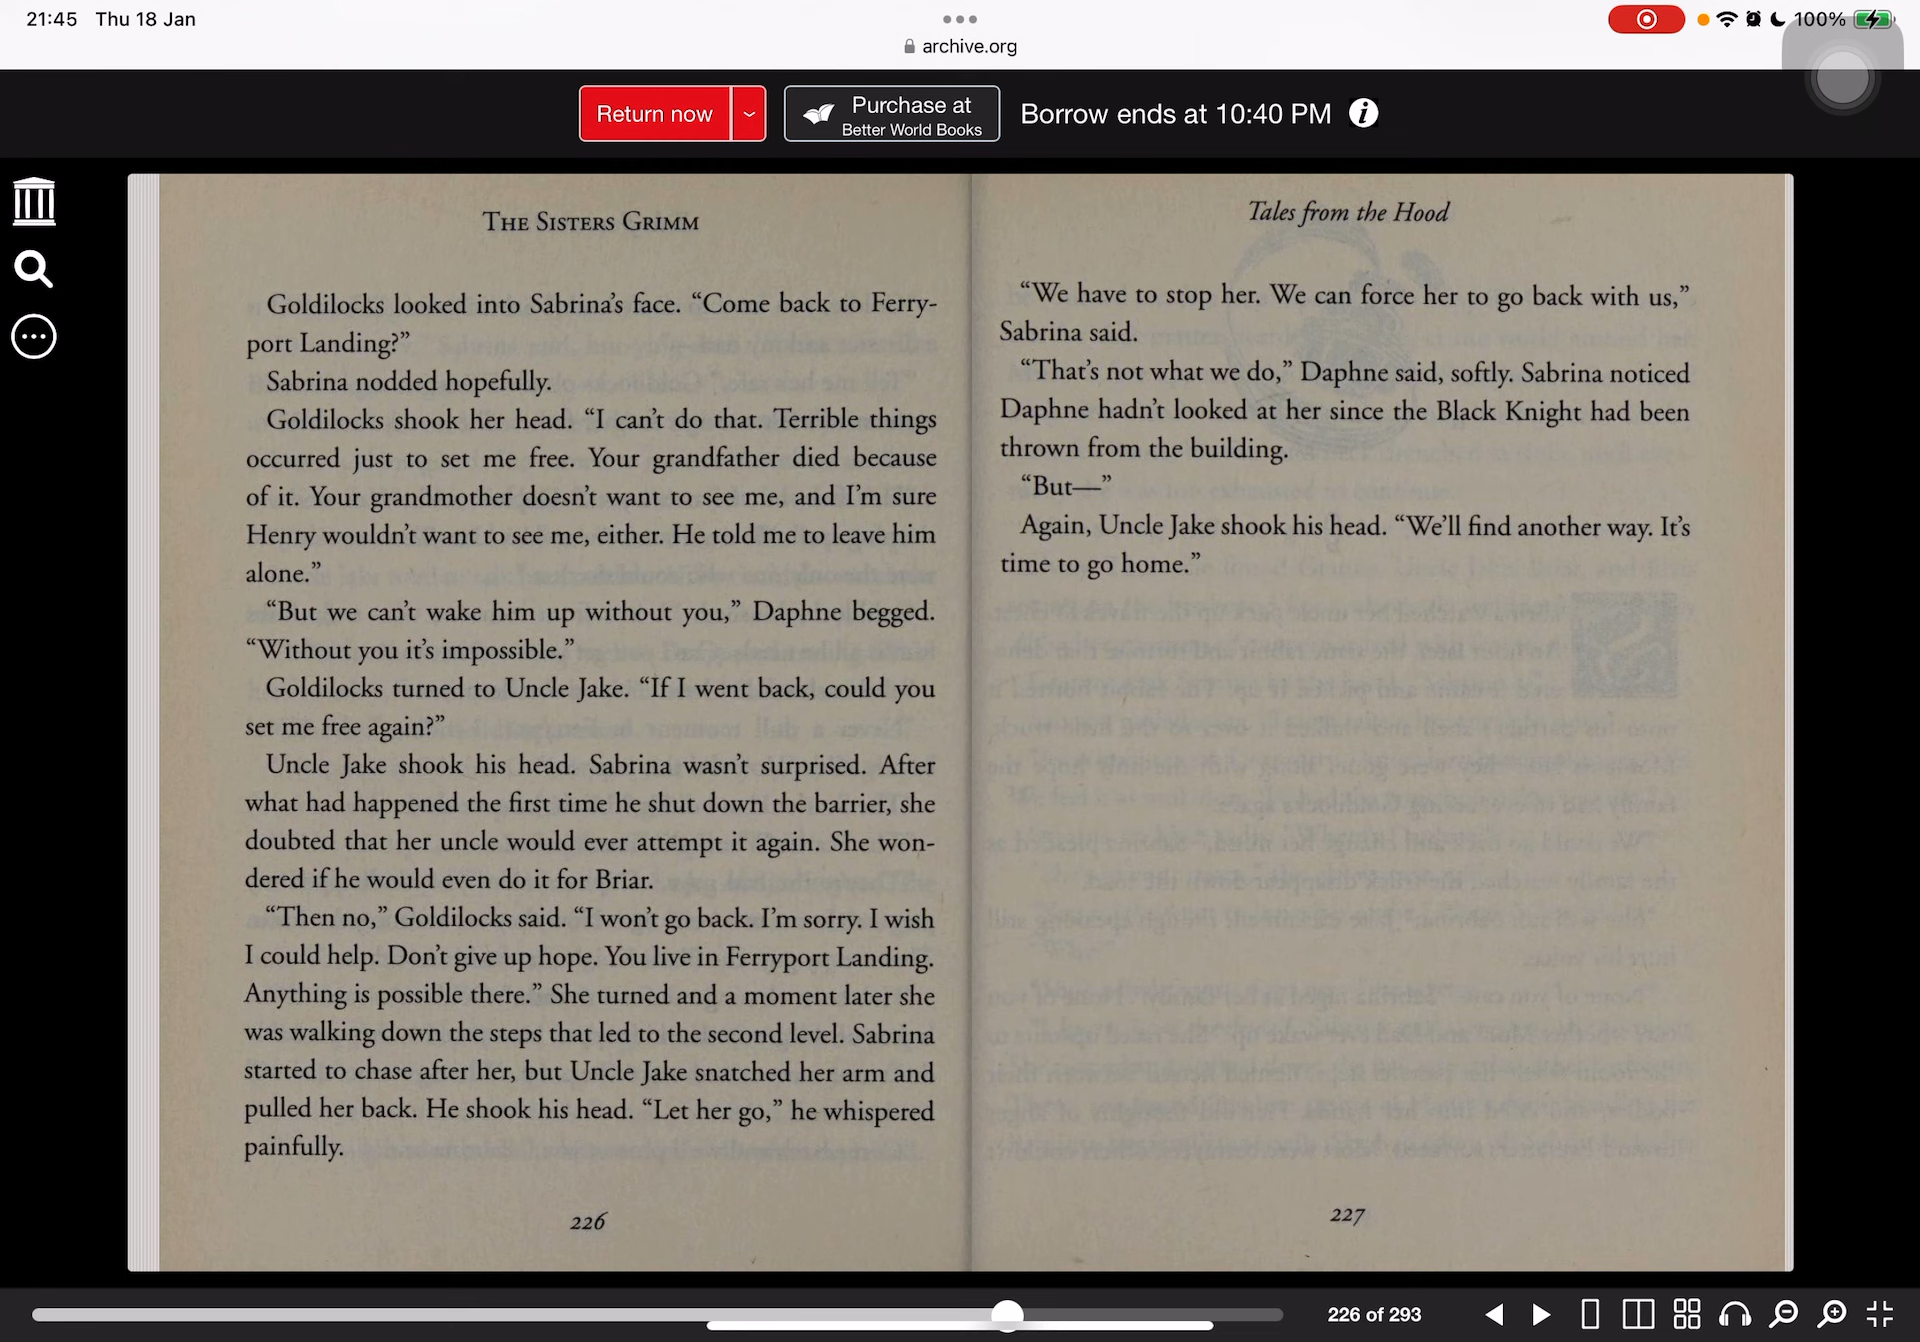 21:45 Thu 18 Jan
100%
archive.org
Return now
Purchase at
Better World Books
Borrow ends at 10:40 PM
THE SISTERS GRIMM
Goldilocks looked into Sabrina's face. “Come back to Ferry-
port Landing?”
Sabrina nodded hopefully.
Goldilocks shook her head. “I can't do that. Terrible things
occurred just to set me free. Your grandfather died because
of it. Your grandmother doesn't want to see me, and I'm sure
Henry wouldn't want to see me, either. He told me to leave him
alone.”
“But we can't wake him up without you,” Daphne begged.
“Without you it's impossible.”
Goldilocks turned to Uncle Jake. “If I went back, could you
set me free again?”
Uncle Jake shook his head. Sabrina wasn't surprised. After
what had happened the first time he shut down the barrier, she
doubted that her uncle would ever attempt it again. She won-
dered if he would even do it for Briar.
“Then no,” Goldilocks said. “I won't go back. I'm sorry. I wish
I could help. Don't give up hope. You live in Ferryport Landing.
Anything is possible there.” She turned and a moment later she
was walking down the steps that led to the second level. Sabrina
started to chase after her, but Uncle Jake snatched her arm and
pulled her back. He shook his head. “Let her go,” he whispered
painfully.
226
Tales from the Hood
“We have to stop her. We can force her to go back with us,”
Sabrina said.
“That's not what we do,” Daphne said, softly. Sabrina noticed
Daphne hadn't looked at her since the Black Knight had been
thrown from the building.
“But—”
Again, Uncle Jake shook his head. “We'll find another way. It's
time to go home.”
227
226 of 293